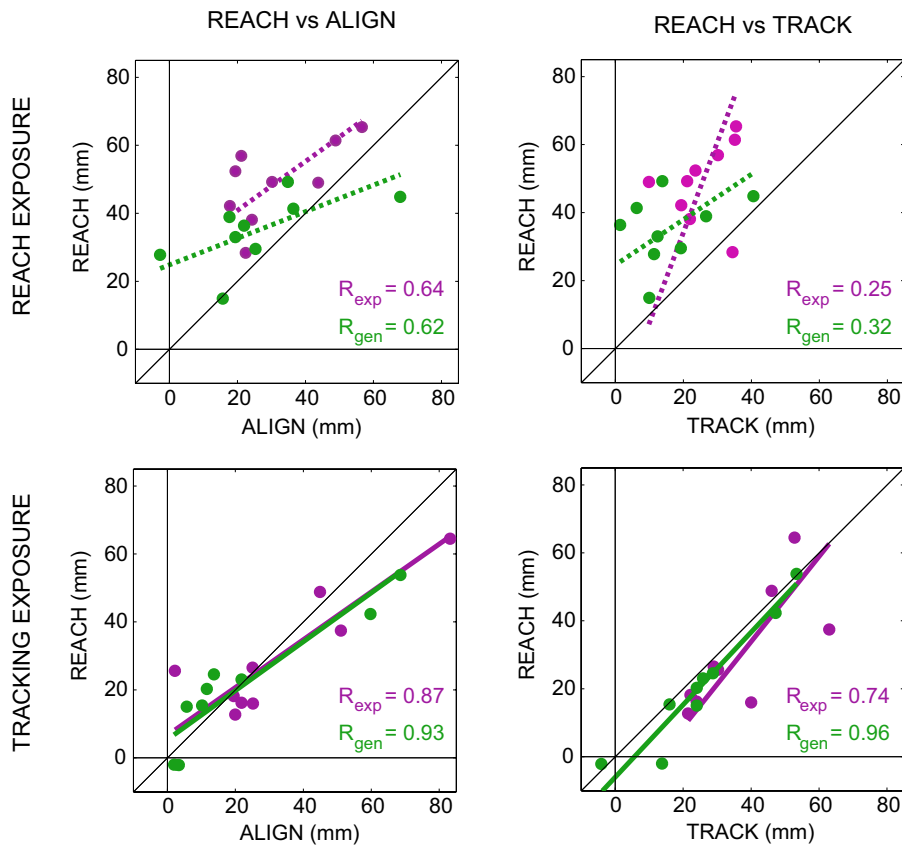 REACH vs ALIGN
REACH vs TRACK
REACH EXPOSURE
REACH (mm)
80
60
40
20
0
R_exp = 0.64
R_gen = 0.62
0 20 40 60 80
ALIGN (mm)
REACH (mm)
80
60
40
20
0
R_exp = 0.25
R_gen = 0.32
0 20 40 60 80
TRACK (mm)
TRACKING EXPOSURE
REACH (mm)
80
60
40
20
0
R_exp = 0.87
R_gen = 0.93
0 20 40 60 80
ALIGN (mm)
REACH (mm)
80
60
40
20
0
R_exp = 0.74
R_gen = 0.96
0 20 40 60 80
TRACK (mm)